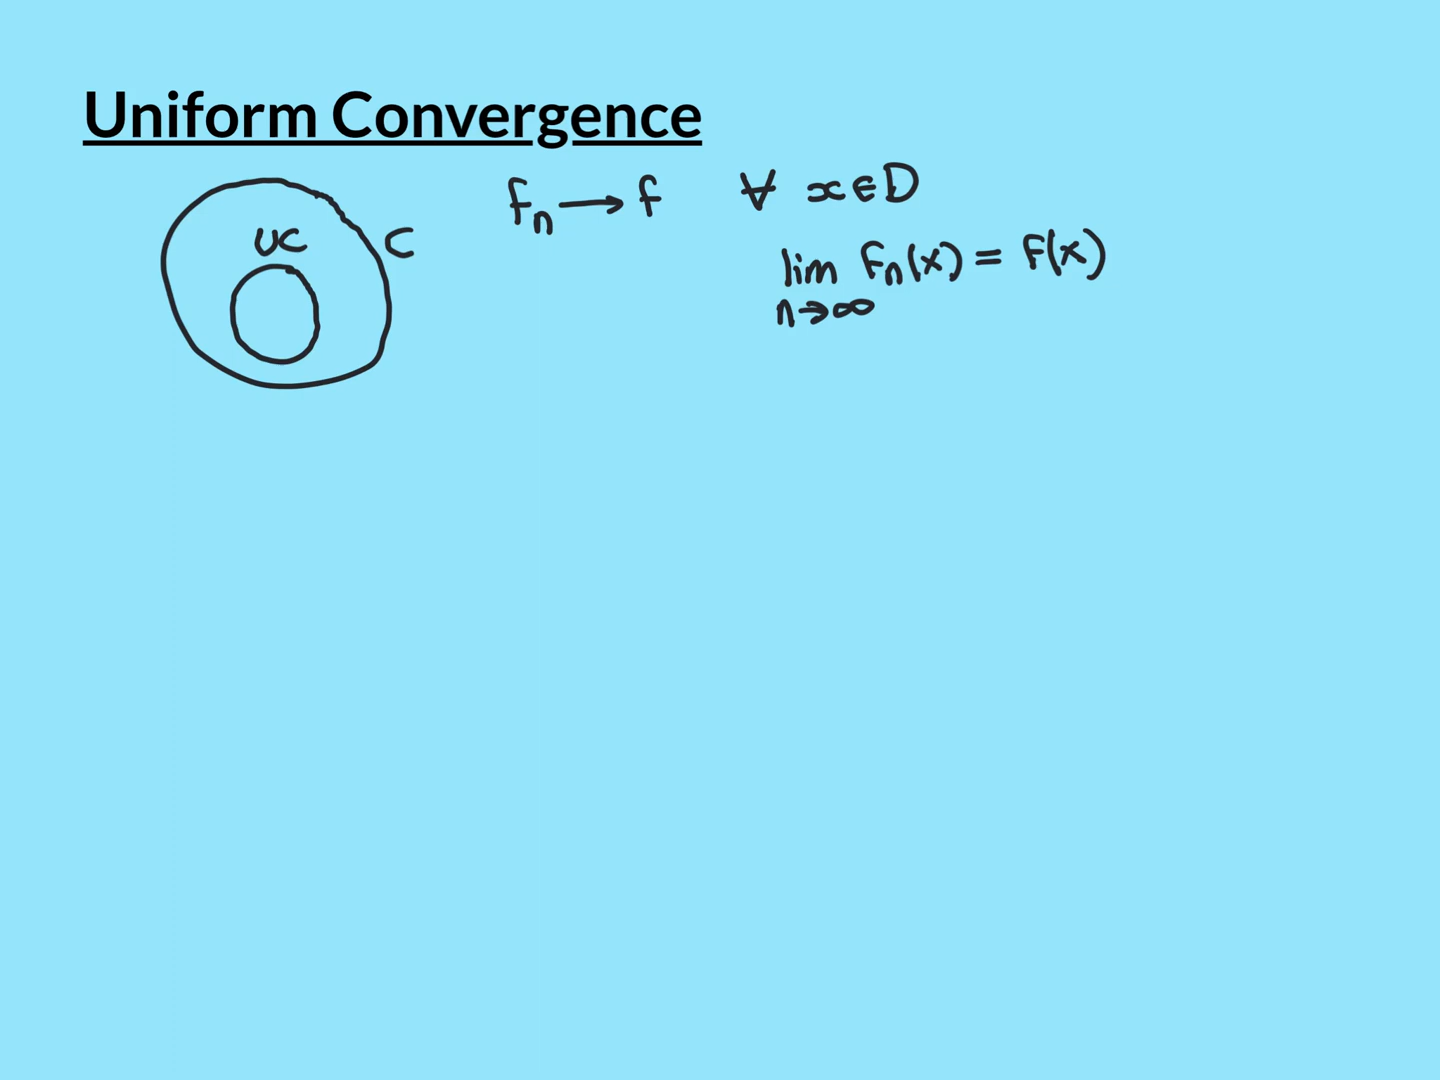 Uniform Convergence
fₙ → f ∀ x ∈ D
UC C
lim fₙ(x) = f(x)
n→∞